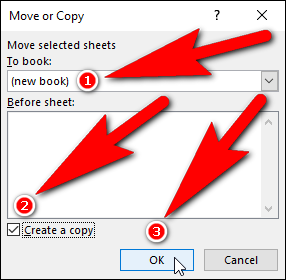 Move or Copy
Move selected sheets
To book:
(new book) 1
Before sheet:
2
3
Create a copy
OK Cancel